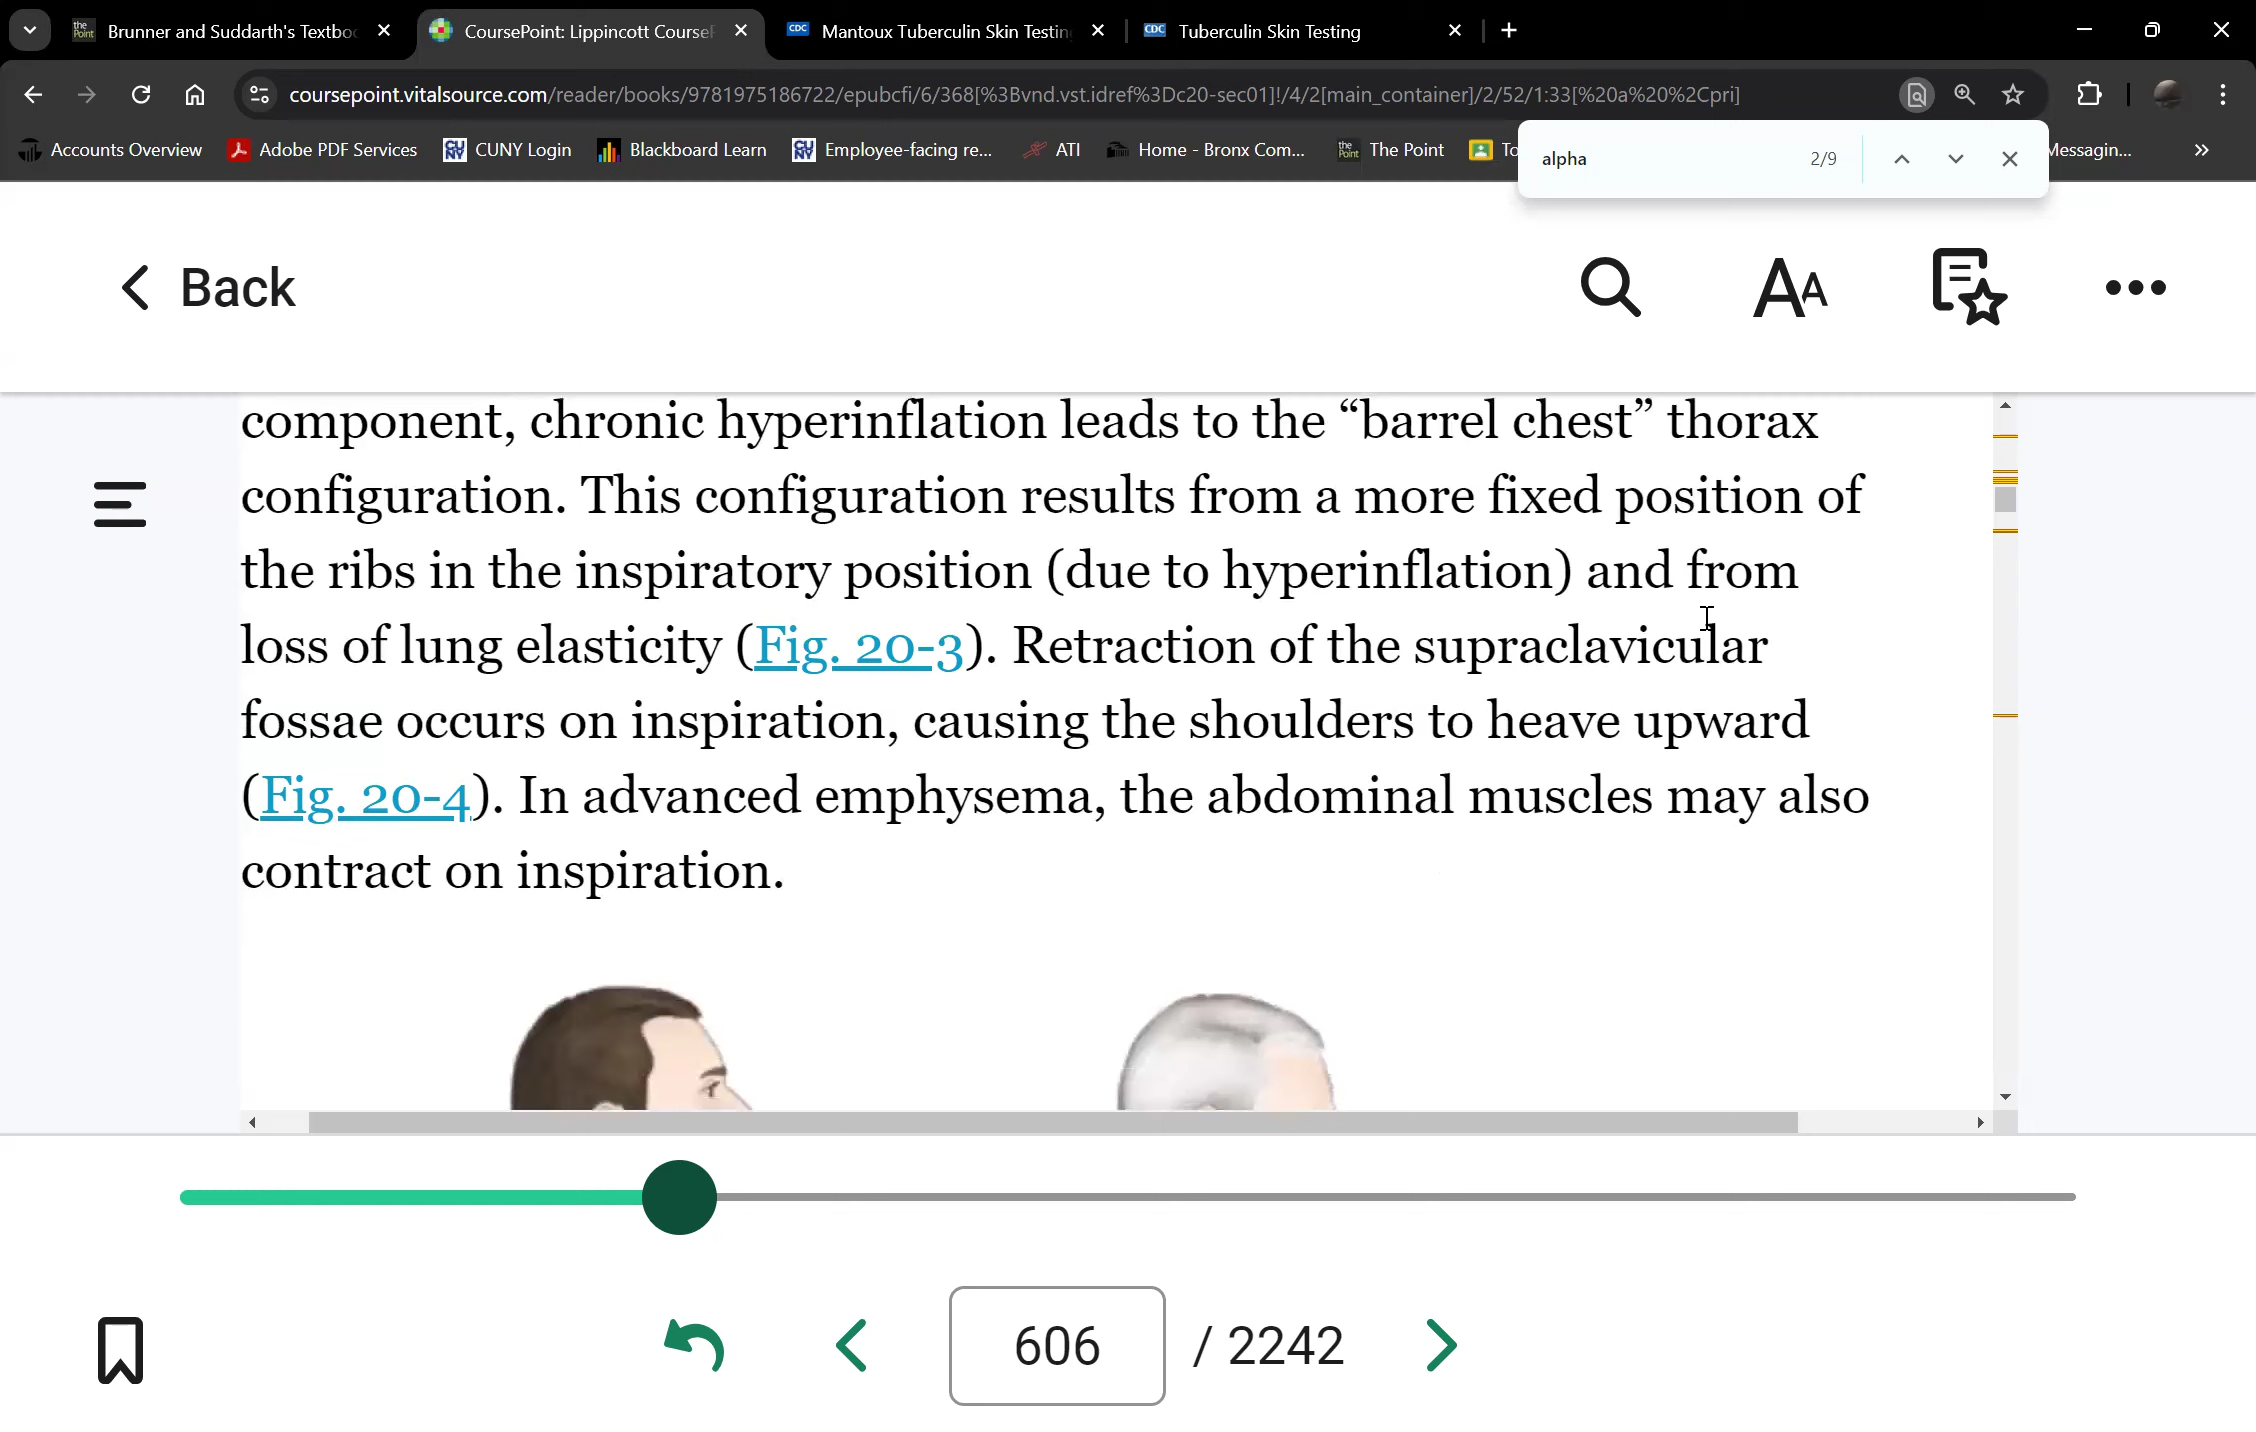 Brunner and Suddarth's Textbo
CoursePoint: Lippincott CourseP
Mantoux Tuberculin Skin Testin
Tuberculin Skin Testing
coursepoint.vitalsource.com/reader/books/9781975186722/epubcfi/6/368[%3Bvnd.vst.idref%3Dc20-sec01]!/4/2[main_container]/2/52/1:33[%20a%20%2Cpri]
Accounts Overview
Adobe PDF Services
CUNY Login
Blackboard Learn
Employee-facing re...
ATI
Home - Bronx Com...
The Point
To
Messagin...
alpha 2/9
Back
component, chronic hyperinflation leads to the “barrel chest” thorax
configuration. This configuration results from a more fixed position of
the ribs in the inspiratory position (due to hyperinflation) and from
loss of lung elasticity (Fig. 20-3). Retraction of the supraclavicular
fossae occurs on inspiration, causing the shoulders to heave upward
(Fig. 20-4). In advanced emphysema, the abdominal muscles may also
contract on inspiration.
606 / 2242